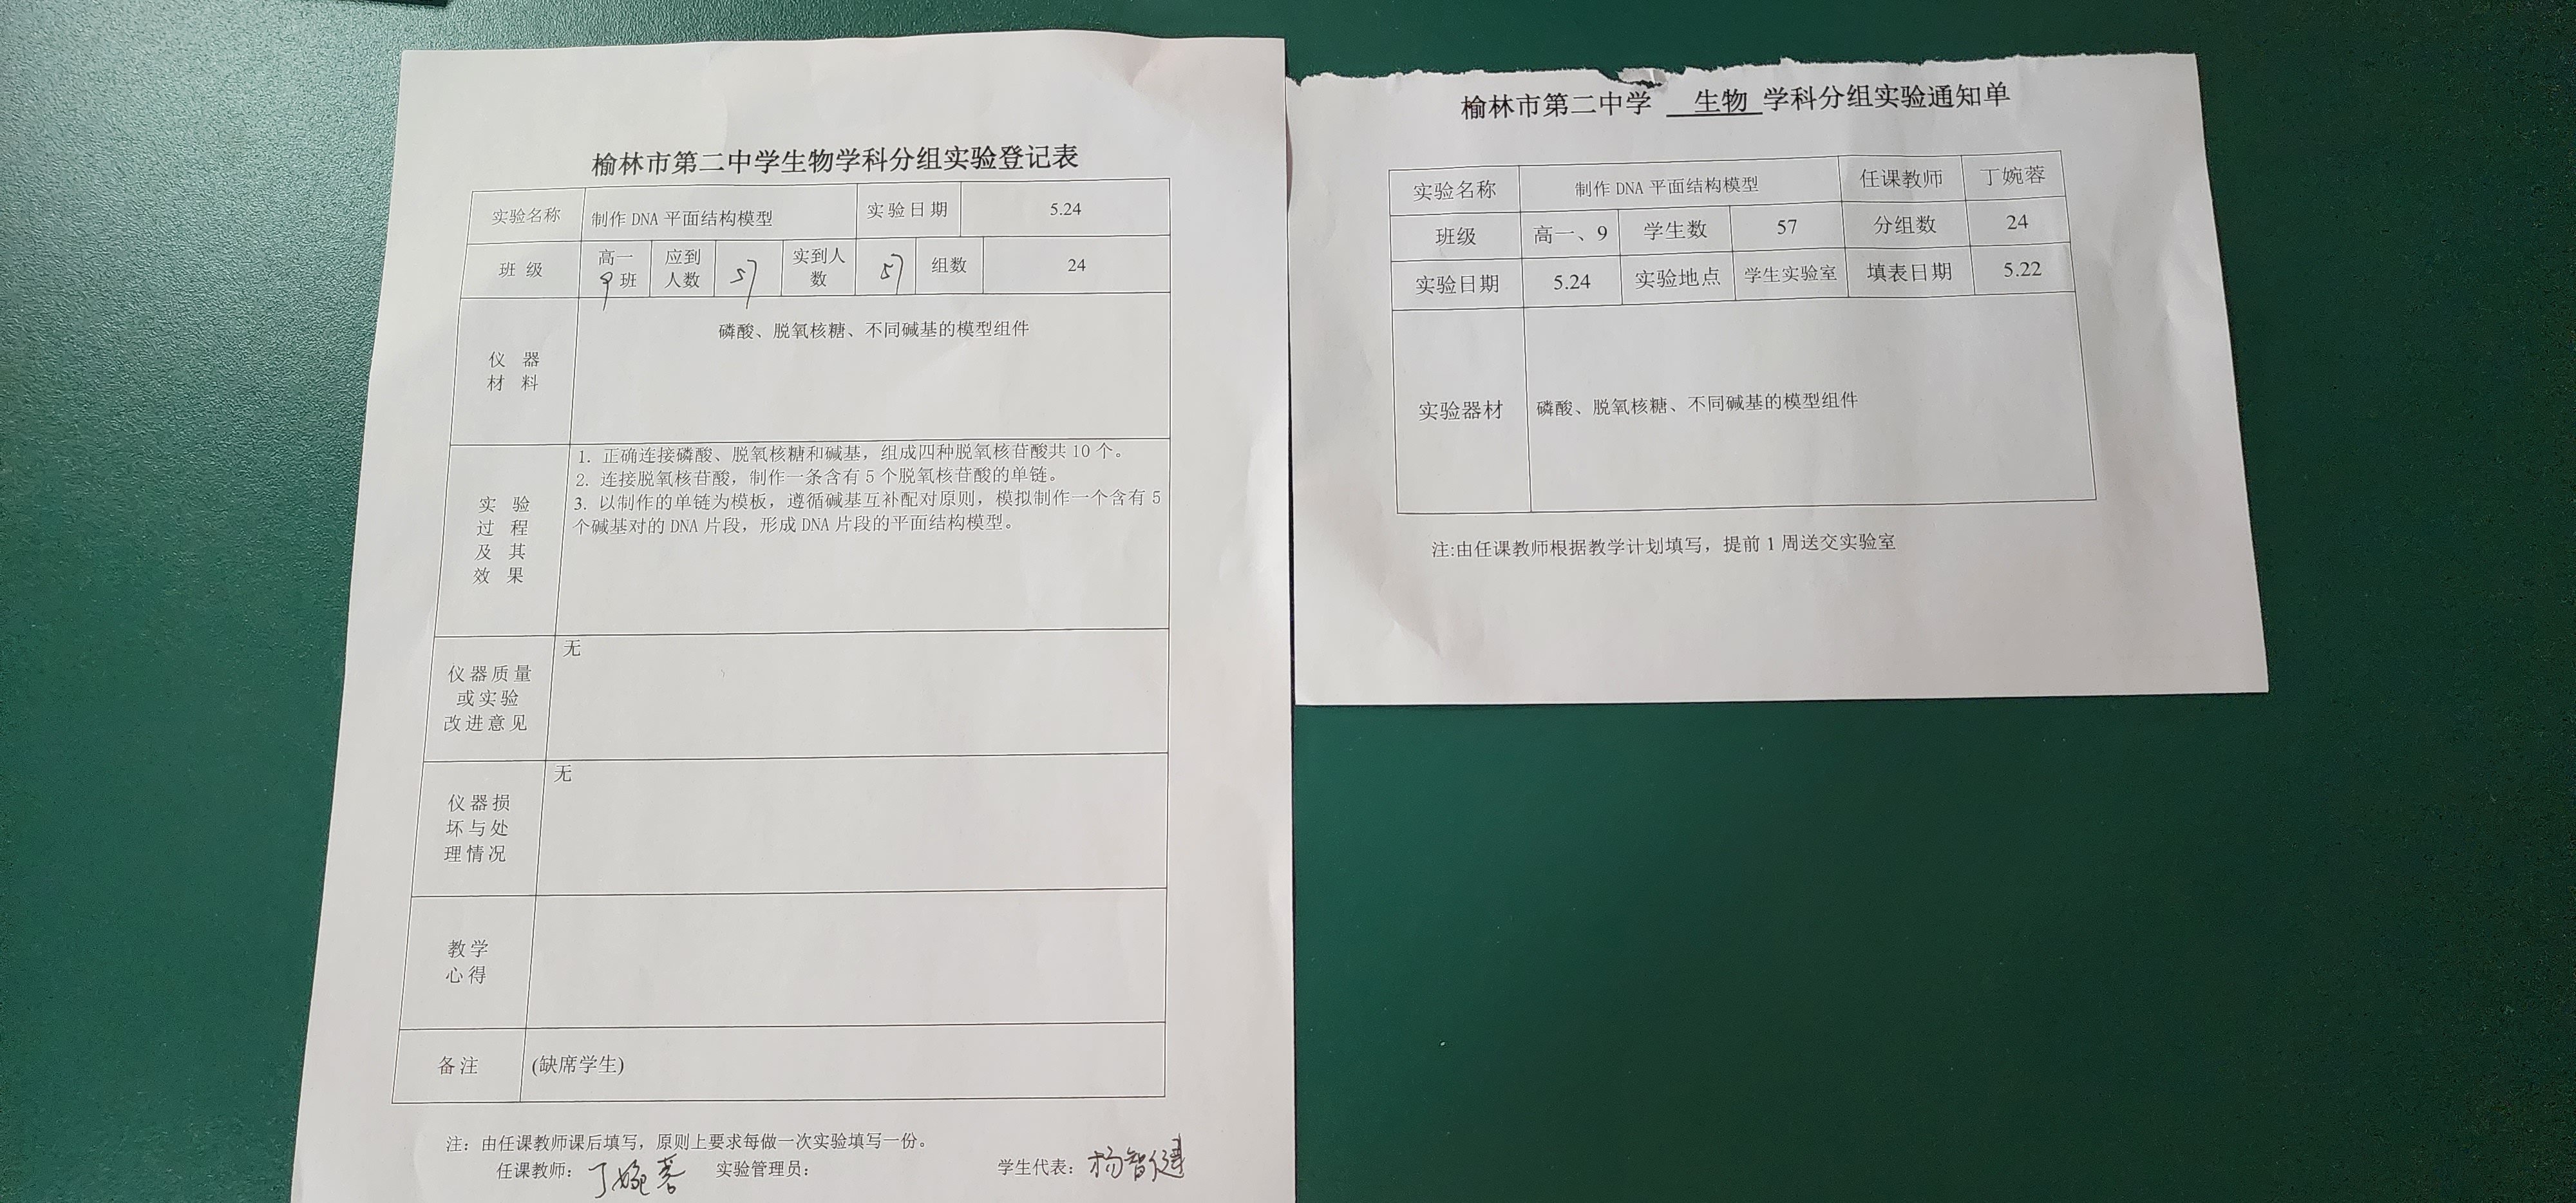 榆林市第二中学生物学科分组实验登记表
实验名称 制作 DNA 平面结构模型 实验日期 5.24
班 级 高一 9 班 应到人数 57 实到人数 57 组数 24
仪 器
材 料
磷酸、脱氧核糖、不同碱基的模型组件
实 验
过 程
及 其
效 果
1. 正确连接磷酸、脱氧核糖和碱基，组成四种脱氧核苷酸共 10 个。
2. 连接脱氧核苷酸，制作一条含有 5 个脱氧核苷酸的单链。
3. 以制作的单链为模板，遵循碱基互补配对原则，模拟制作一个含有 5
个碱基对的 DNA 片段，形成 DNA 片段的平面结构模型。
仪器质量
或实验
改进意见
无
仪器损
坏与处
理情况
无
教学
心得
备注 (缺席学生)
注：由任课教师课后填写，原则上要求每做一次实验填写一份。
任课教师：丁婉蓉 实验管理员： 学生代表：杨智健
榆林市第二中学 生物 学科分组实验通知单
实验名称 制作 DNA 平面结构模型 任课教师 丁婉蓉
班级 高一、9 学生数 57 分组数 24
实验日期 5.24 实验地点 学生实验室 填表日期 5.22
实验器材 磷酸、脱氧核糖、不同碱基的模型组件
注:由任课教师根据教学计划填写，提前 1 周送交实验室